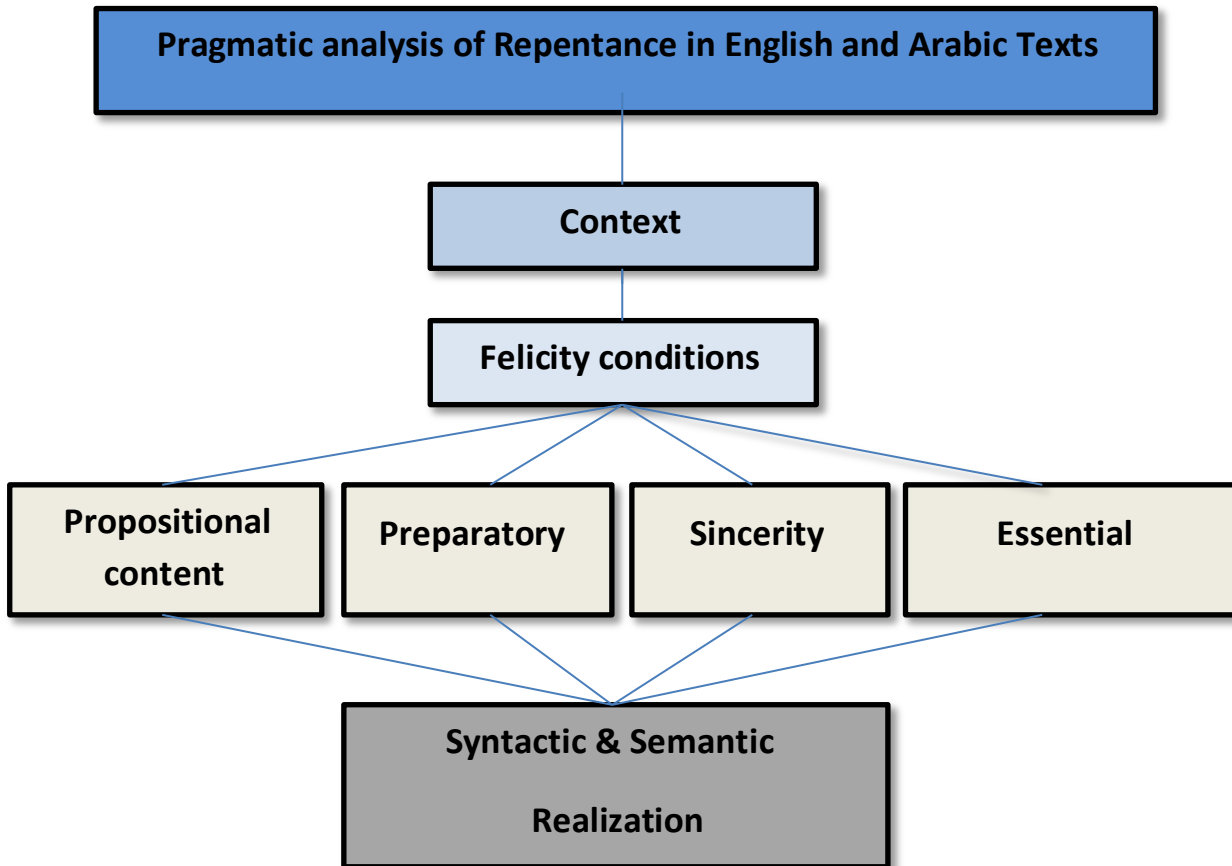 Pragmatic analysis of Repentance in English and Arabic Texts
Context
Felicity conditions
Propositional
content
Preparatory
Sincerity
Essential
Syntactic & Semantic
Realization